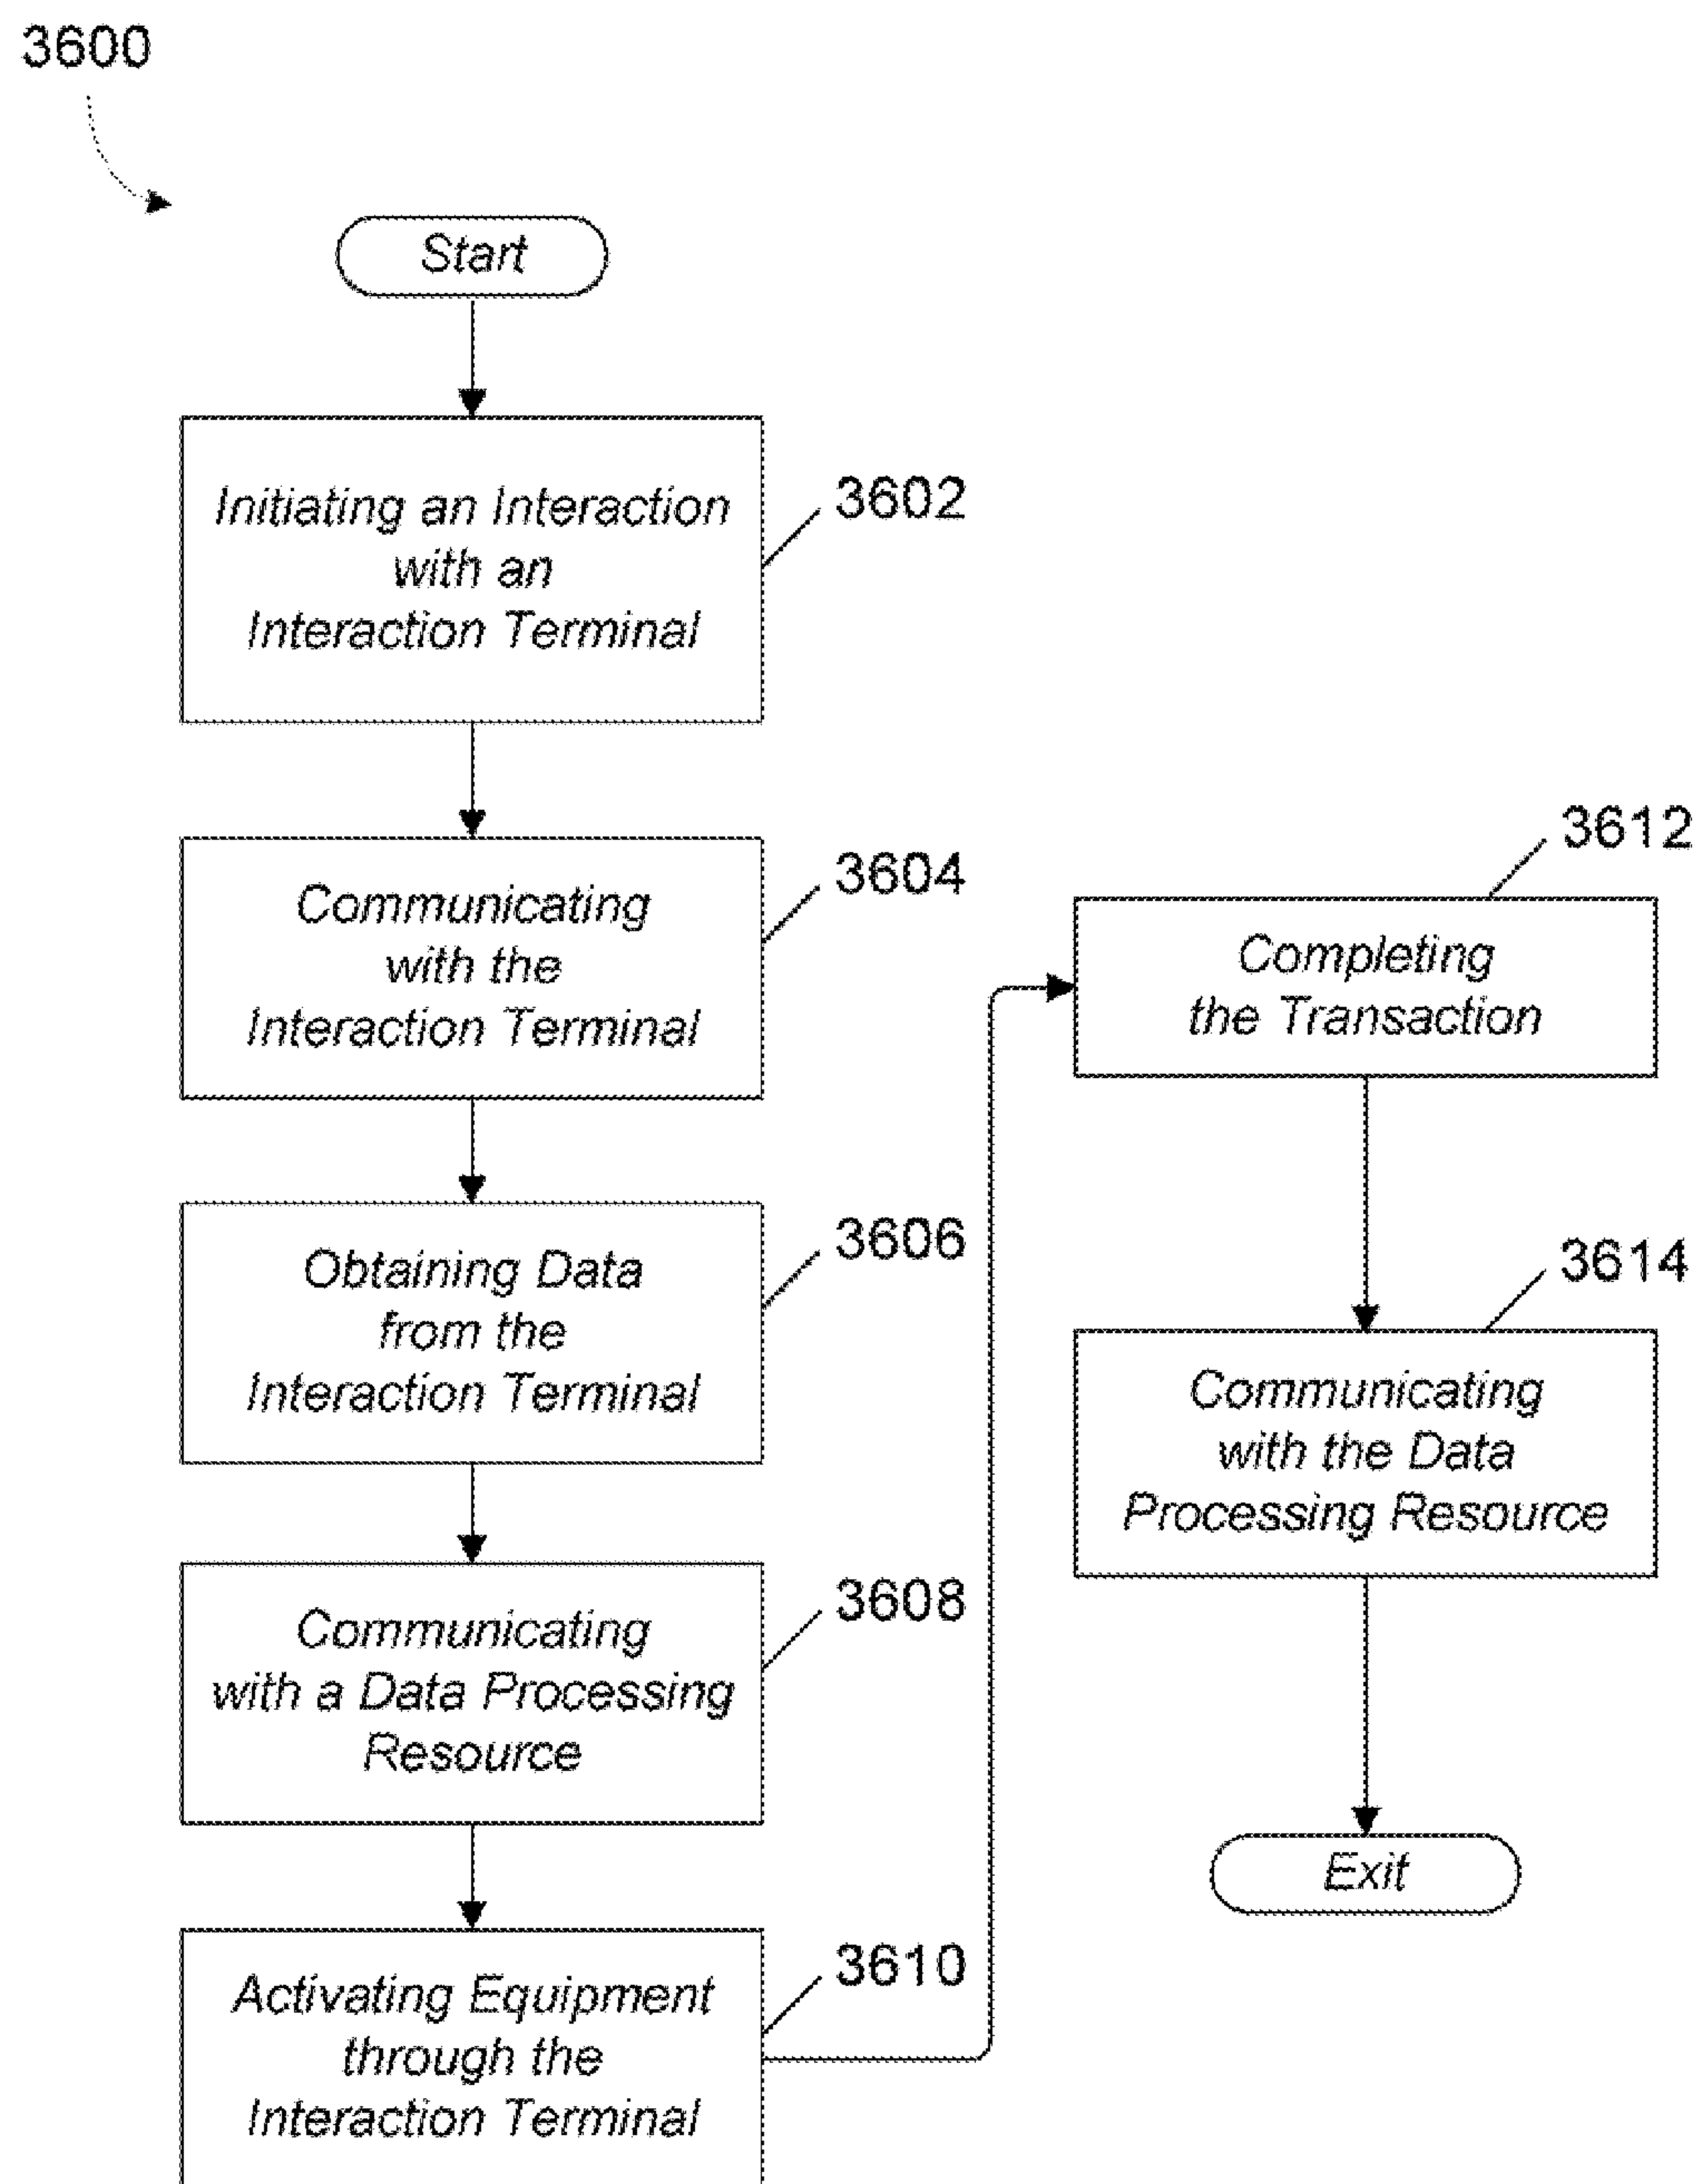 3600
Start
Initiating an Interaction
with an
Interaction Terminal
3602
Communicating
with the
Interaction Terminal
3604
Obtaining Data
from the
Interaction Terminal
3606
Communicating
with a Data Processing
Resource
3608
Activating Equipment
through the
Interaction Terminal
3610
3612
Completing
the Transaction
3614
Communicating
with the Data
Processing Resource
Exit